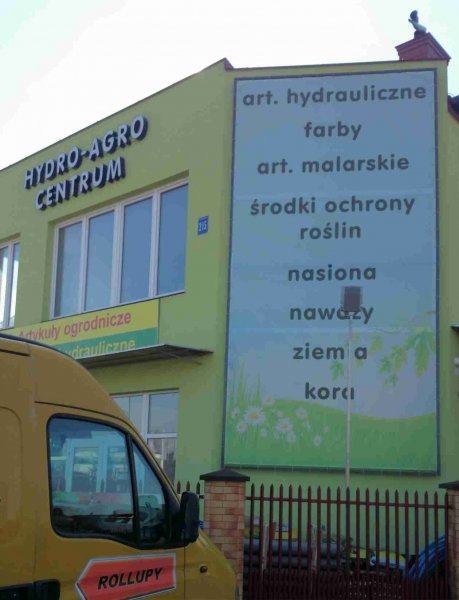 HYDRO-AGRO
CENTRUM
215
art. hydrauliczne
farby
art. malarskie
środki ochrony
roślin
nasiona
nawozy
ziemia
kora
Artykuły ogrodnicze
hydrauliczne
ROLLUPY